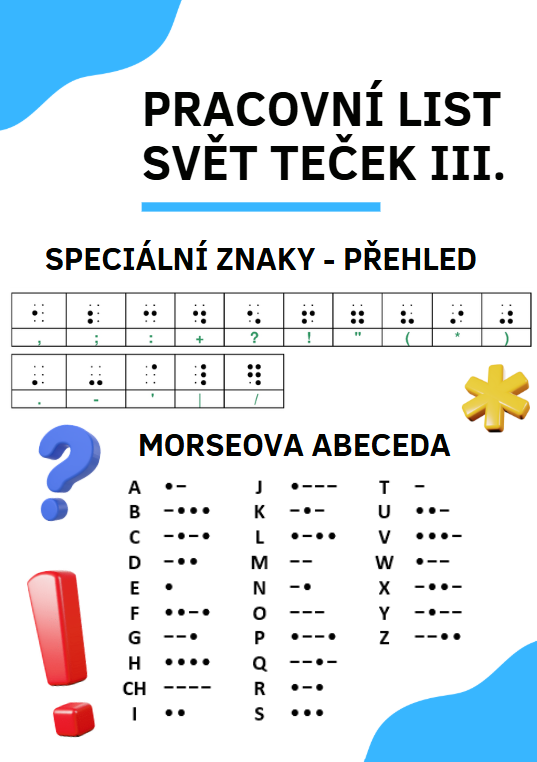 PRACOVNÍ LIST
SVĚT TEČEK III.
SPECIÁLNÍ ZNAKY - PŘEHLED
, ; : + ? ! " ( * )
. - ' | /
MORSEOVA ABECEDA
A •− J •−−− T −
B −••• K −•− U ••−
C −•−• L •−•• V •••−
D −•• M −− W •−−
E • N −• X −••−
F ••−• O −−− Y −•−−
G −−• P •−−• Z −−••
H •••• Q −−•−
CH −−−− R •−•
I •• S •••